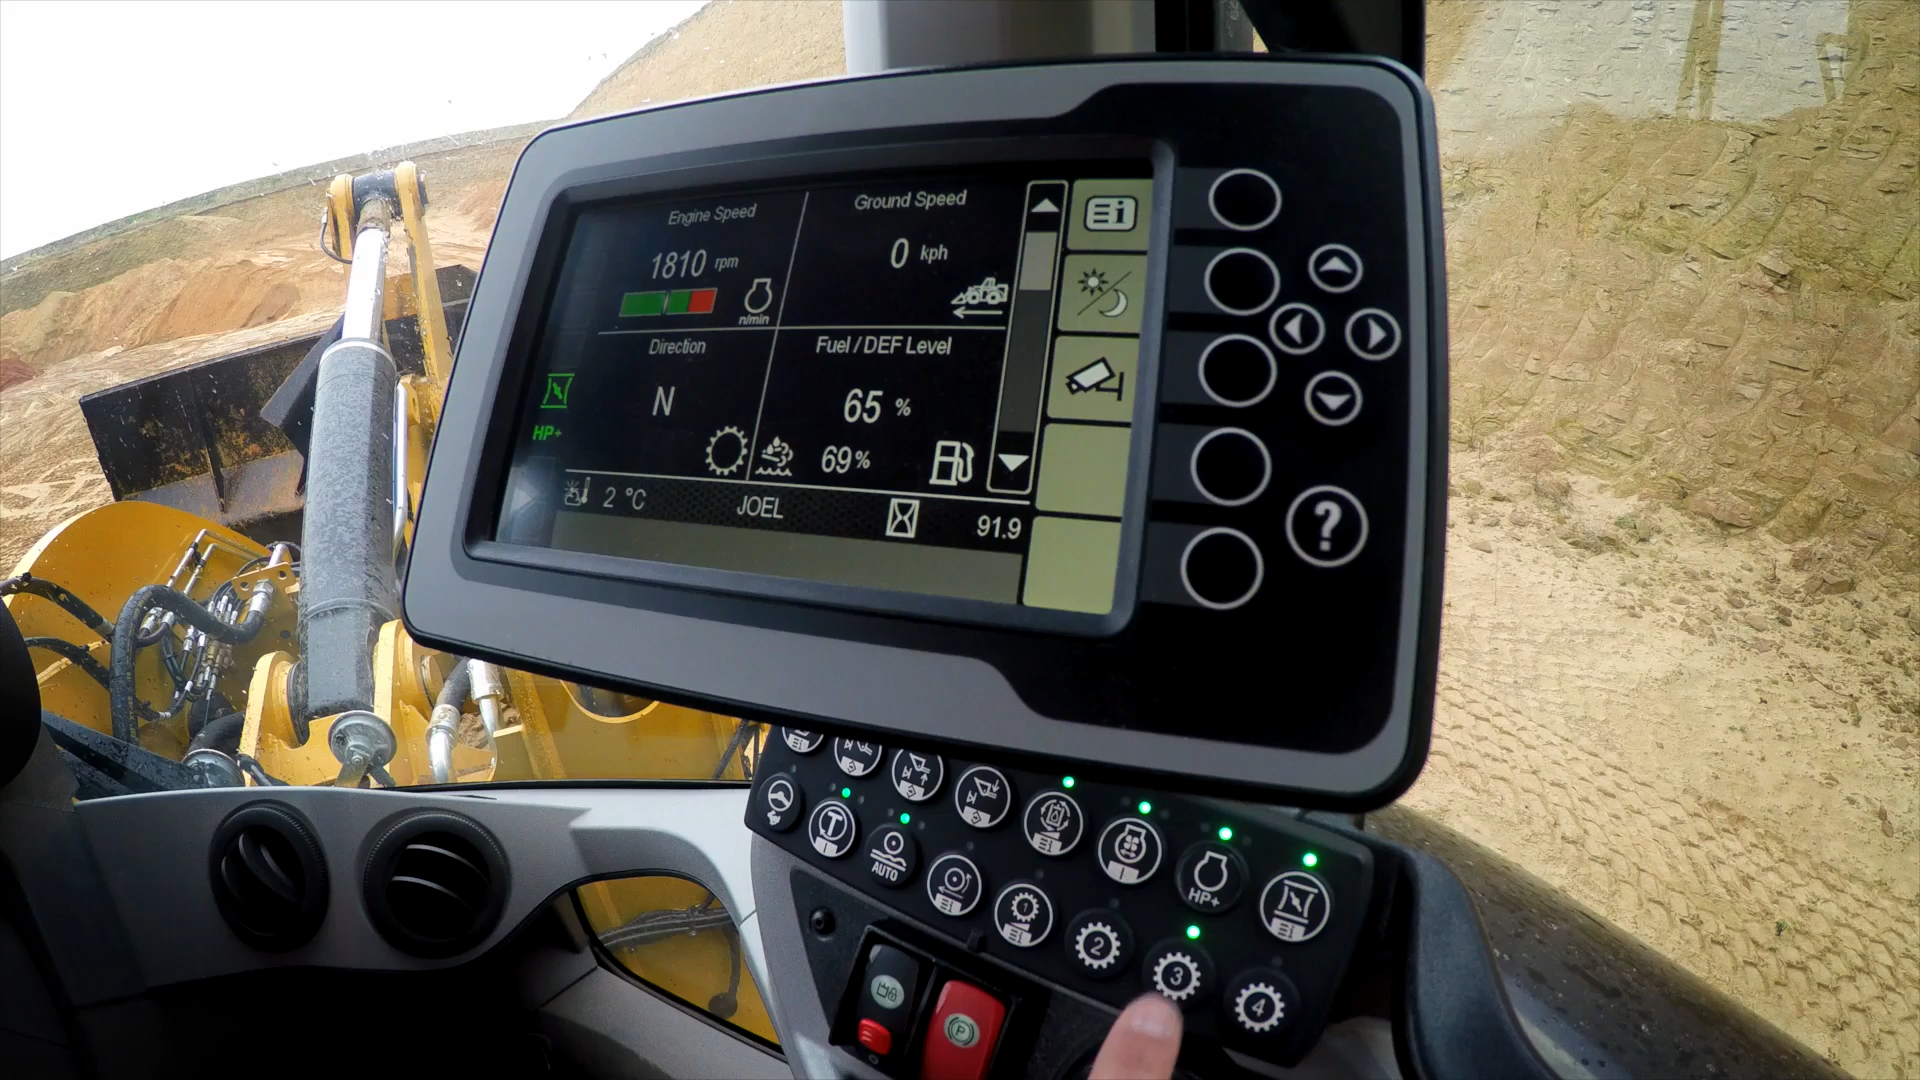 Engine Speed
1810 rpm
n/min
Ground Speed
0 kph
Direction
N
Fuel / DEF Level
65 %
69%
HP+
2 °C
JOEL
91.9
?
T
AUTO
HP+
1
2
3
4
P